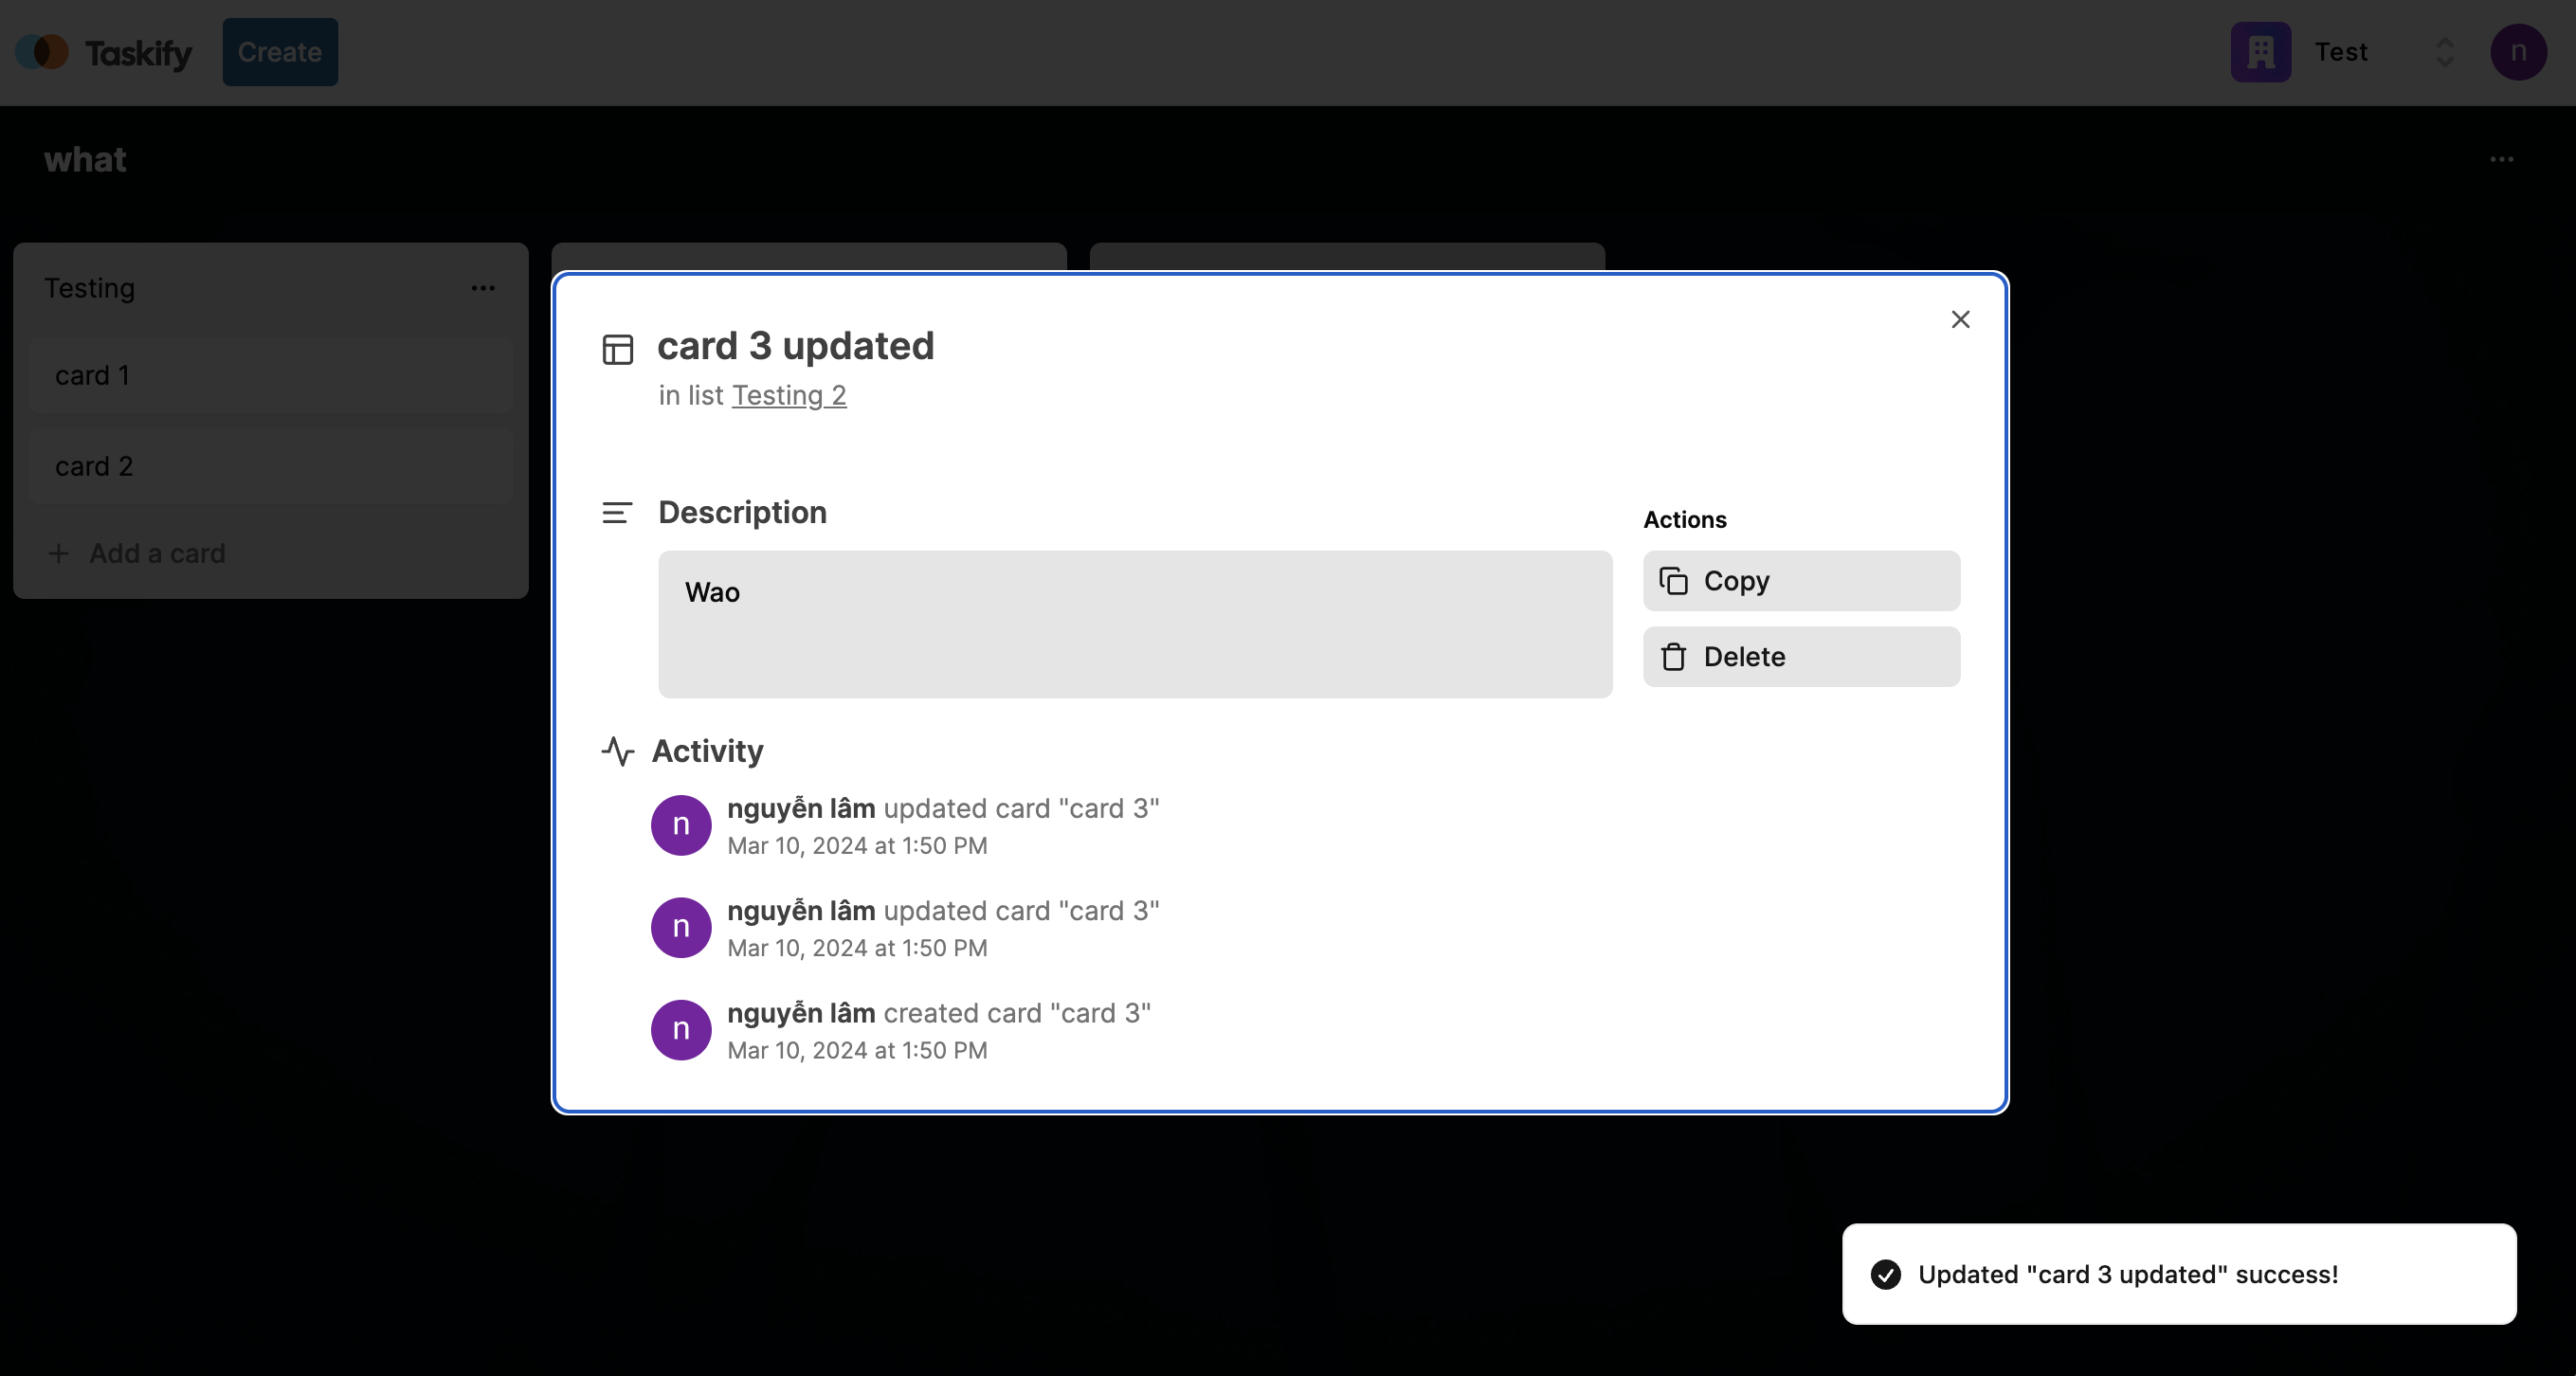 Taskify
Create
Test
n
what
Testing
card 1
card 2
Add a card
card 3 updated
in list Testing 2
Description
Wao
Actions
Copy
Delete
Activity
n
nguyễn lâm updated card "card 3"
Mar 10, 2024 at 1:50 PM
n
nguyễn lâm updated card "card 3"
Mar 10, 2024 at 1:50 PM
n
nguyễn lâm created card "card 3"
Mar 10, 2024 at 1:50 PM
Updated "card 3 updated" success!